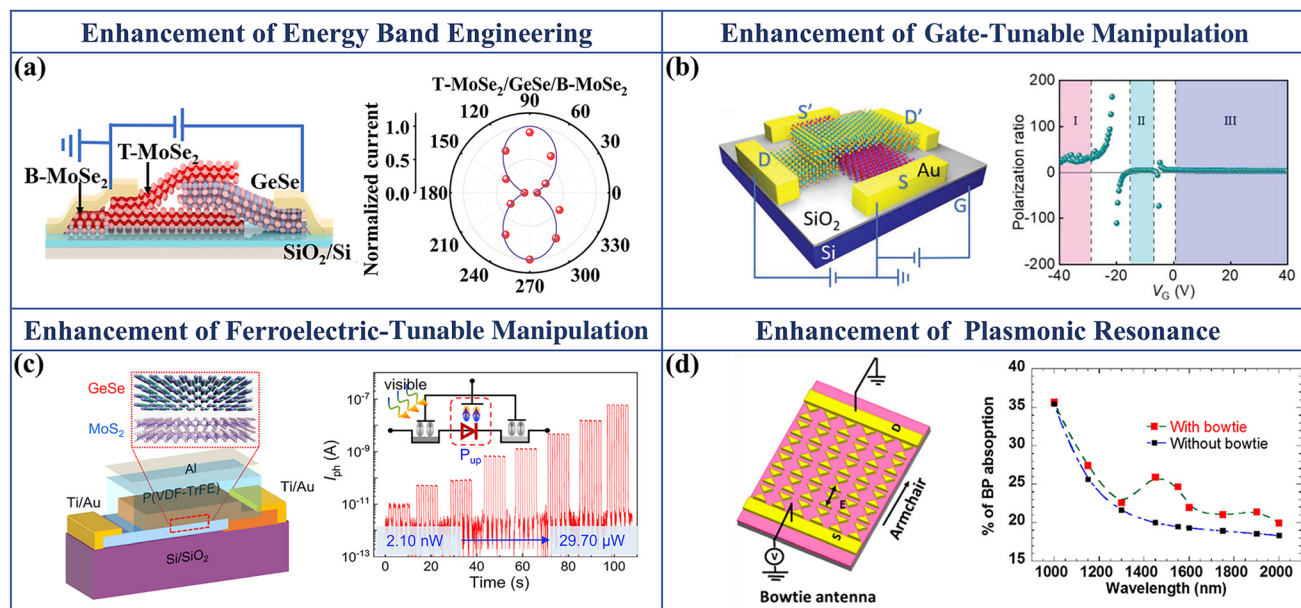 Enhancement of Energy Band Engineering
Enhancement of Gate-Tunable Manipulation
(a)
T-MoSe₂
B-MoSe₂
GeSe
SiO₂/Si
T-MoSe₂/GeSe/B-MoSe₂
Normalized current
1.0
0.5
0.0
90
60
30
0
330
300
270
240
210
180
150
120
(b)
S'
D'
D
S
Au
G
SiO₂
Si
Polarization ratio
200
100
0
-100
-200
I
II
III
-40
-20
0
20
40
V_G (V)
Enhancement of Ferroelectric-Tunable Manipulation
Enhancement of Plasmonic Resonance
(c)
GeSe
MoS₂
Al
P(VDF-TrFE)
Ti/Au
Ti/Au
Si/SiO₂
I_ph (A)
10⁻⁷
10⁻⁹
10⁻¹¹
10⁻¹³
visible
P_up
2.10 nW
29.70 μW
0
20
40
60
80
100
Time (s)
(d)
D
E
S
Armchair
V
Bowtie antenna
% of BP absoprtion
40
35
30
25
20
15
With bowtie
Without bowtie
1000
1200
1400
1600
1800
2000
Wavelength (nm)